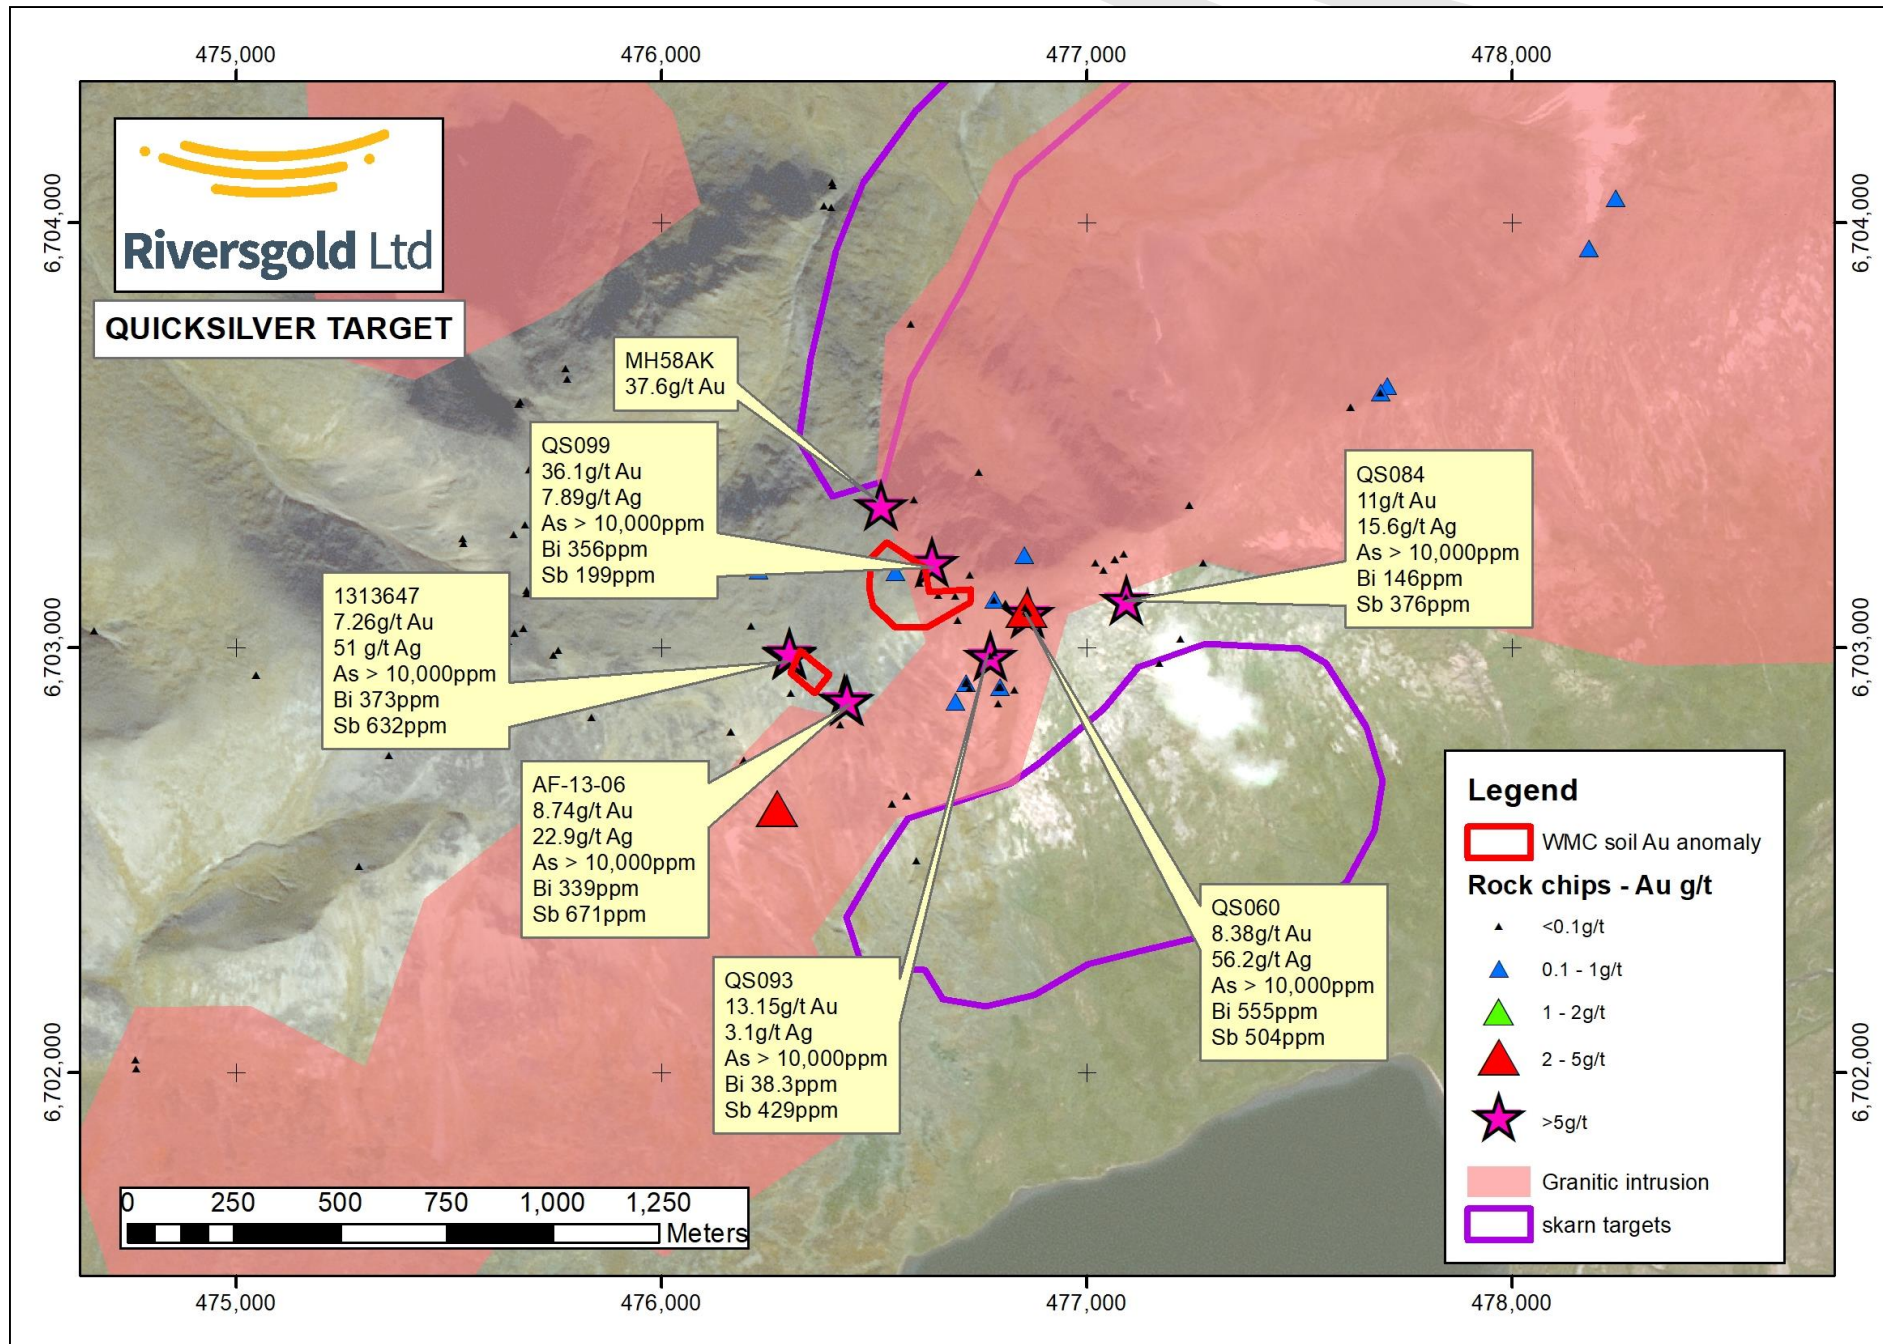 475,000
476,000
477,000
478,000
6,704,000
6,704,000
Riversgold Ltd
QUICKSILVER TARGET
MH58AK
37.6g/t Au
QS099
36.1g/t Au
7.89g/t Ag
As > 10,000ppm
Bi 356ppm
Sb 199ppm
QS084
11g/t Au
15.6g/t Ag
As > 10,000ppm
Bi 146ppm
Sb 376ppm
1313647
7.26g/t Au
51 g/t Ag
As > 10,000ppm
Bi 373ppm
Sb 632ppm
6,703,000
6,703,000
AF-13-06
8.74g/t Au
22.9g/t Ag
As > 10,000ppm
Bi 339ppm
Sb 671ppm
QS093
13.15g/t Au
3.1g/t Ag
As > 10,000ppm
Bi 38.3ppm
Sb 429ppm
QS060
8.38g/t Au
56.2g/t Ag
As > 10,000ppm
Bi 555ppm
Sb 504ppm
Legend
WMC soil Au anomaly
Rock chips - Au g/t
<0.1g/t
0.1 - 1g/t
1 - 2g/t
2 - 5g/t
>5g/t
Granitic intrusion
skarn targets
6,702,000
6,702,000
0 250 500 750 1,000 1,250
Meters
475,000
476,000
477,000
478,000